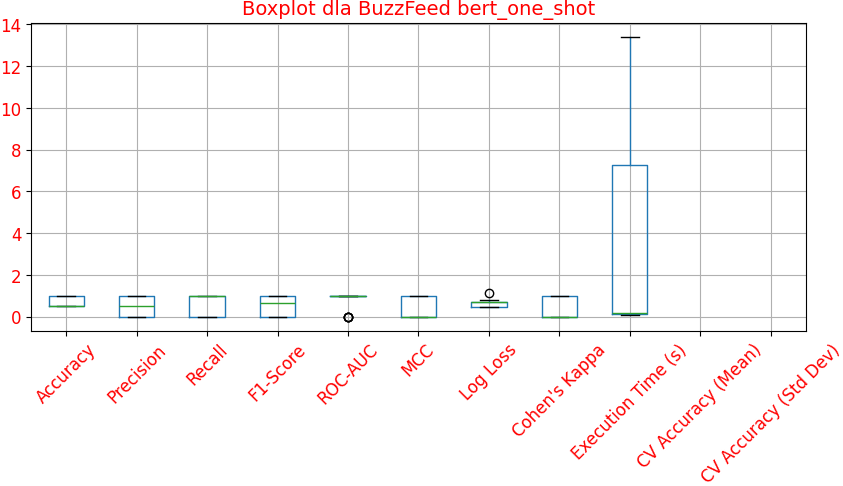 Boxplot dla BuzzFeed bert_one_shot
14
12
10
8
6
4
2
0
Accuracy
Precision
Recall
F1-Score
ROC-AUC
MCC
Log Loss
Cohen's Kappa
Execution Time (s)
CV Accuracy (Mean)
CV Accuracy (Std Dev)